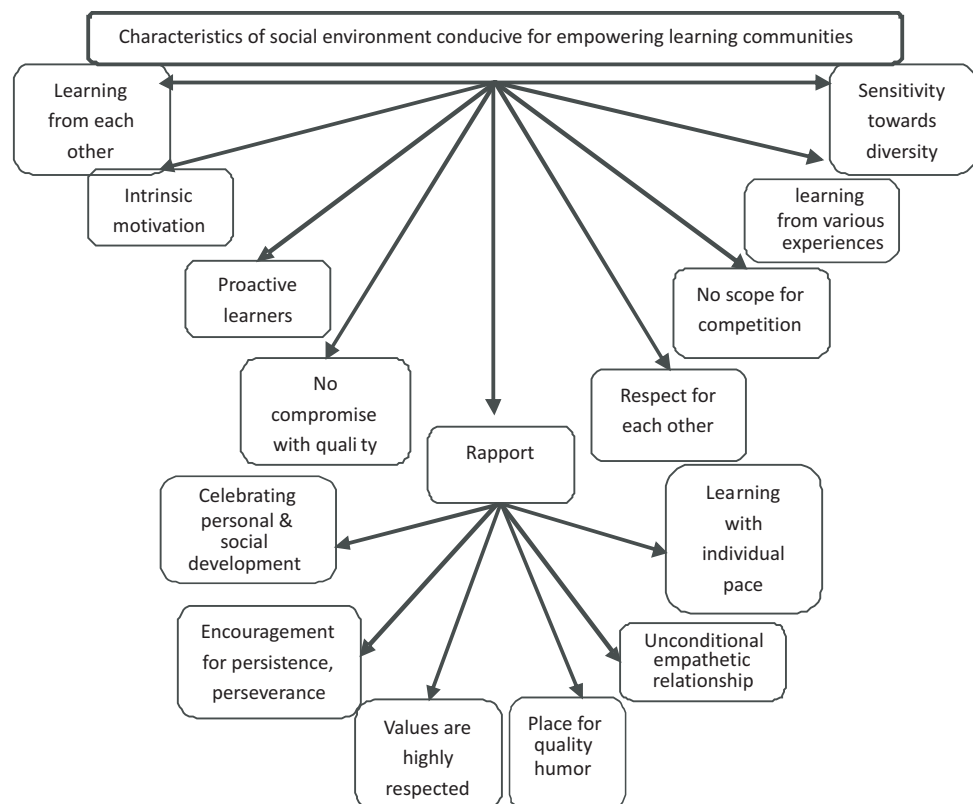 Characteristics of social environment conducive for empowering learning communities
Learning
from each
other
Sensitivity
towards
diversity
Intrinsic
motivation
learning
from various
experiences
Proactive
learners
No scope for
competition
No
compromise
with quality
Respect for
each other
Rapport
Celebrating
personal &
social
development
Learning
with
individual
pace
Encouragement
for persistence,
perseverance
Unconditional
empathetic
relationship
Values are
highly
respected
Place for
quality
humor